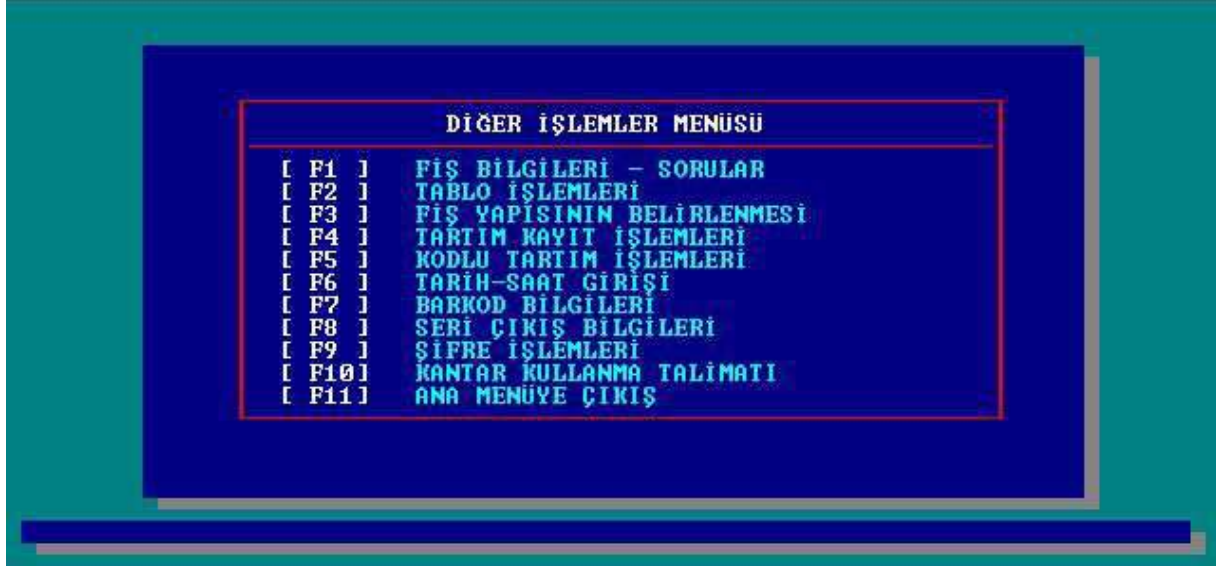 DİĞER İŞLEMLER MENÜSÜ
[ F1 ] FİŞ BİLGİLERİ - SORULAR
[ F2 ] TABLO İŞLEMLERİ
[ F3 ] FİŞ YAPISININ BELİRLENMESİ
[ F4 ] TARTIM KAYIT İŞLEMLERİ
[ F5 ] KODLU TARTIM İŞLEMLERİ
[ F6 ] TARİH-SAAT GİRİŞİ
[ F7 ] BARKOD BİLGİLERİ
[ F8 ] SERİ ÇIKIŞ BİLGİLERİ
[ F9 ] ŞİFRE İŞLEMLERİ
[ F10] KANTAR KULLANMA TALİMATI
[ F11] ANA MENÜYE ÇIKIŞ